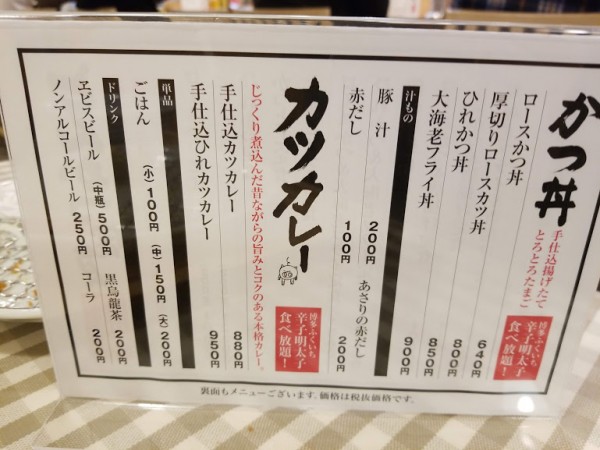 かつ丼
手仕込揚げたて
とろとろたまご
博多ふくいち
辛子明太子
食べ放題!
ロースかつ丼 640円
厚切りロースカツ丼 800円
ひれかつ丼 850円
大海老フライ丼 900円
汁もの
豚汁 200円 あさりの赤だし 200円
赤だし 100円
カツカレー
博多ふくいち
辛子明太子
食べ放題!
じっくり煮込んだ昔ながらの旨みとコクのある本格カレー。
手仕込カツカレー 880円
手仕込ひれカツカレー 950円
単品
ごはん (小)100円 (中)150円 (大)200円
ドリンク
ヱビスビール (中瓶)500円 黒烏龍茶 200円
ノンアルコールビール 250円 コーラ 200円
裏面もメニューございます。価格は税抜価格です。